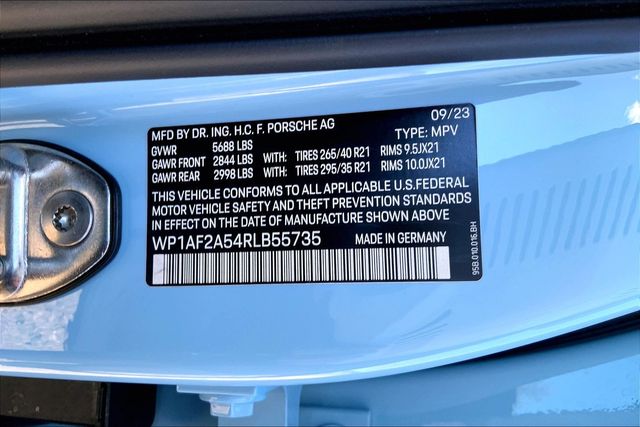 09/23
MFD BY DR. ING. H.C. F. PORSCHE AG
GVWR 5688 LBS TYPE: MPV
GAWR FRONT 2844 LBS WITH: TIRES 265/40 R21 RIMS 9.5JX21
GAWR REAR 2998 LBS WITH: TIRES 295/35 R21 RIMS 10.0JX21
THIS VEHICLE CONFORMS TO ALL APPLICABLE U.S.FEDERAL
MOTOR VEHICLE SAFETY AND THEFT PREVENTION STANDARDS
IN EFFECT ON THE DATE OF MANUFACTURE SHOWN ABOVE
WP1AF2A54RLB55735 MADE IN GERMANY
95B.010.016.BH